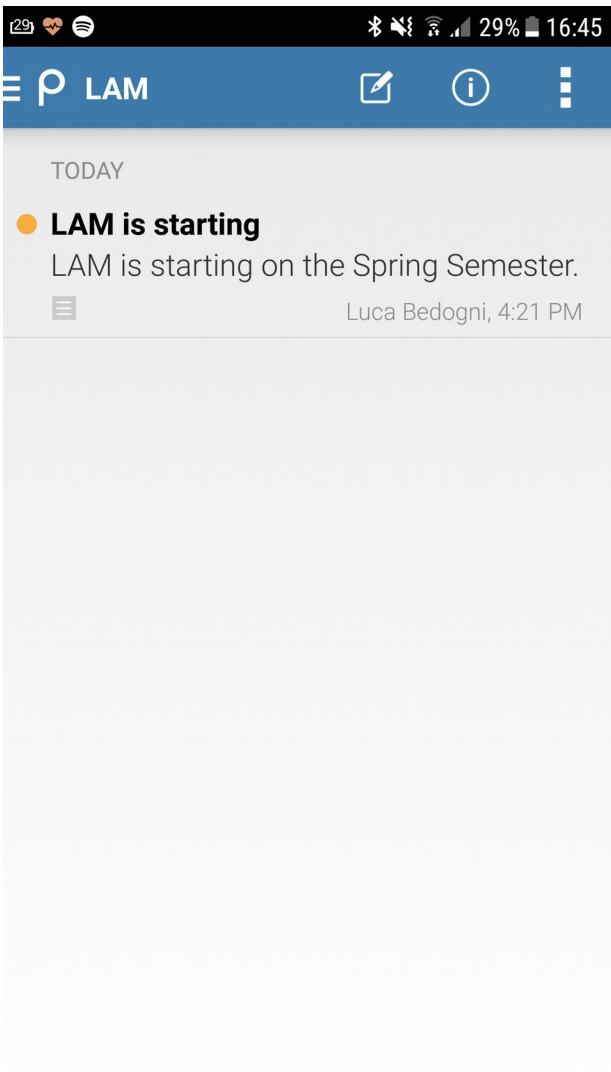 29 29% 16:45
LAM
TODAY
LAM is starting
LAM is starting on the Spring Semester.
Luca Bedogni, 4:21 PM